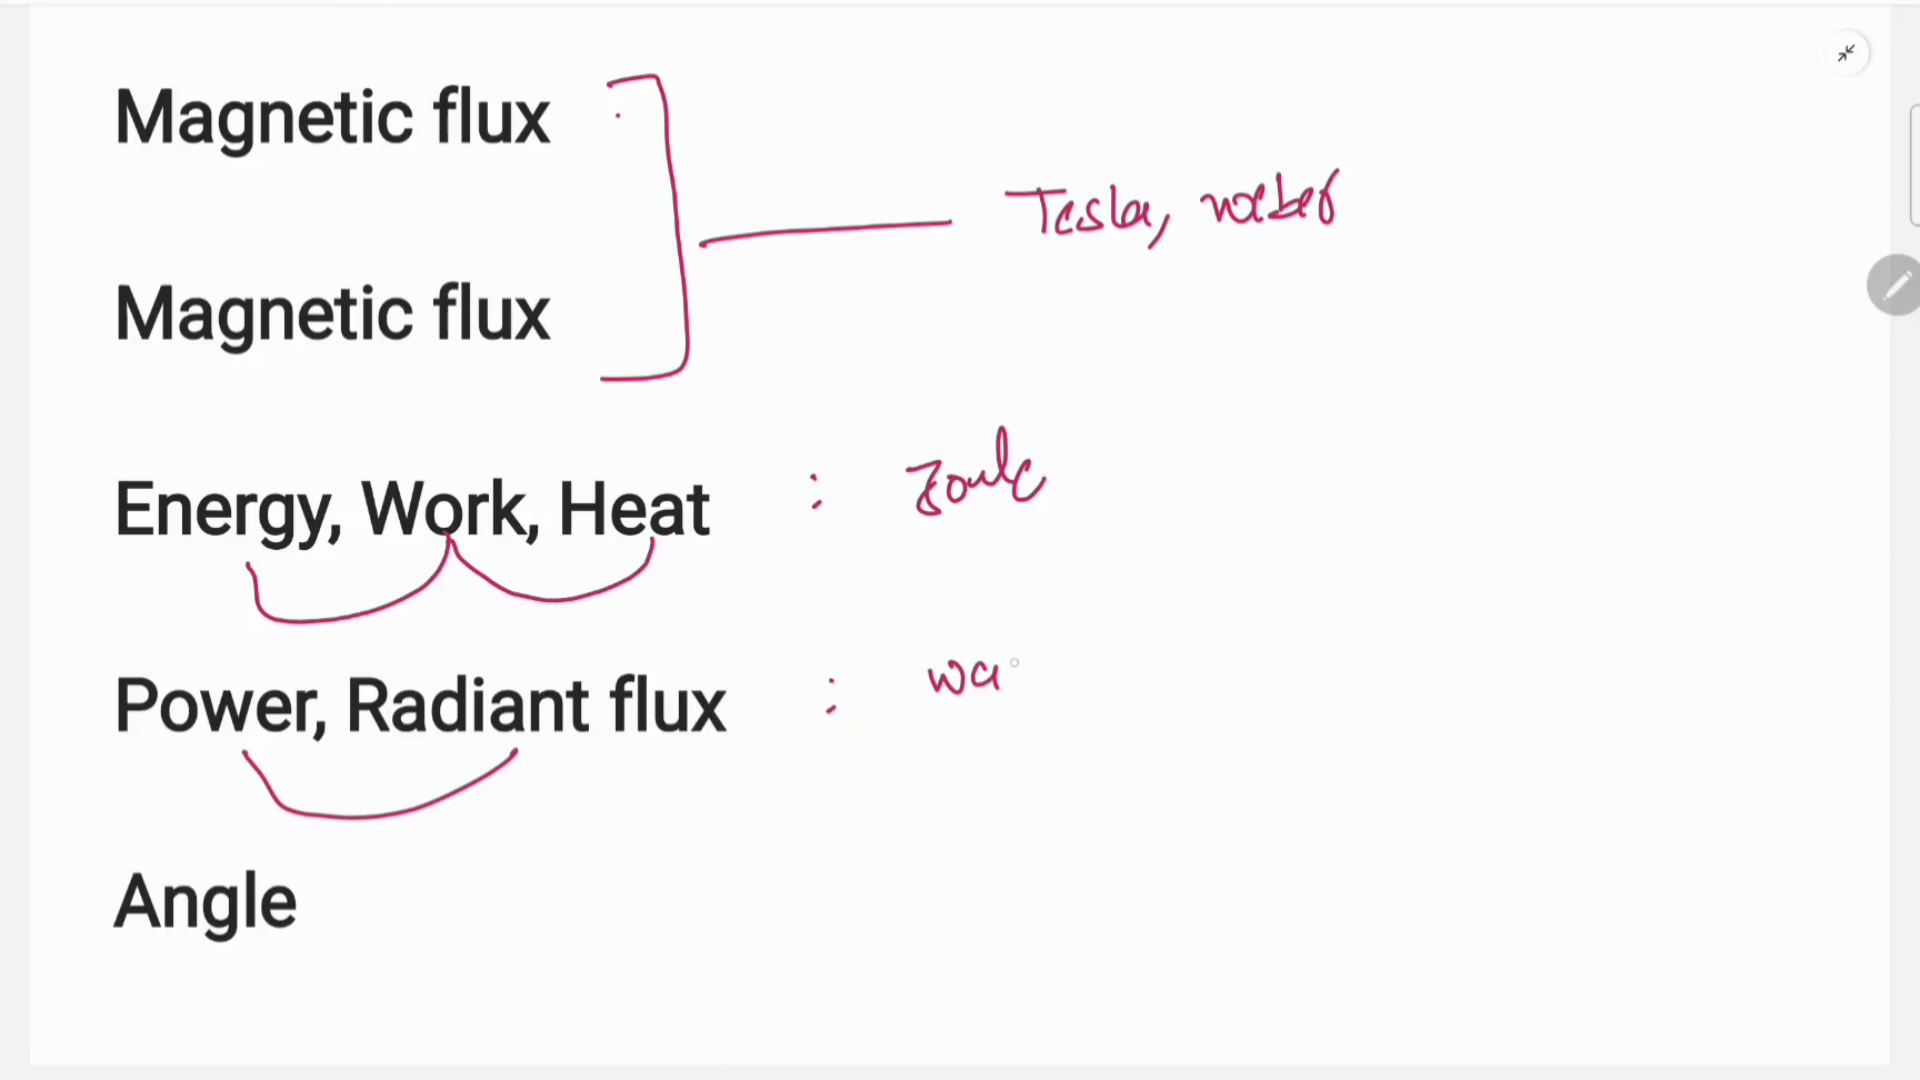 Magnetic flux
Tesla, weber
Magnetic flux
Energy, Work, Heat : Joule
Power, Radiant flux : wa
Angle